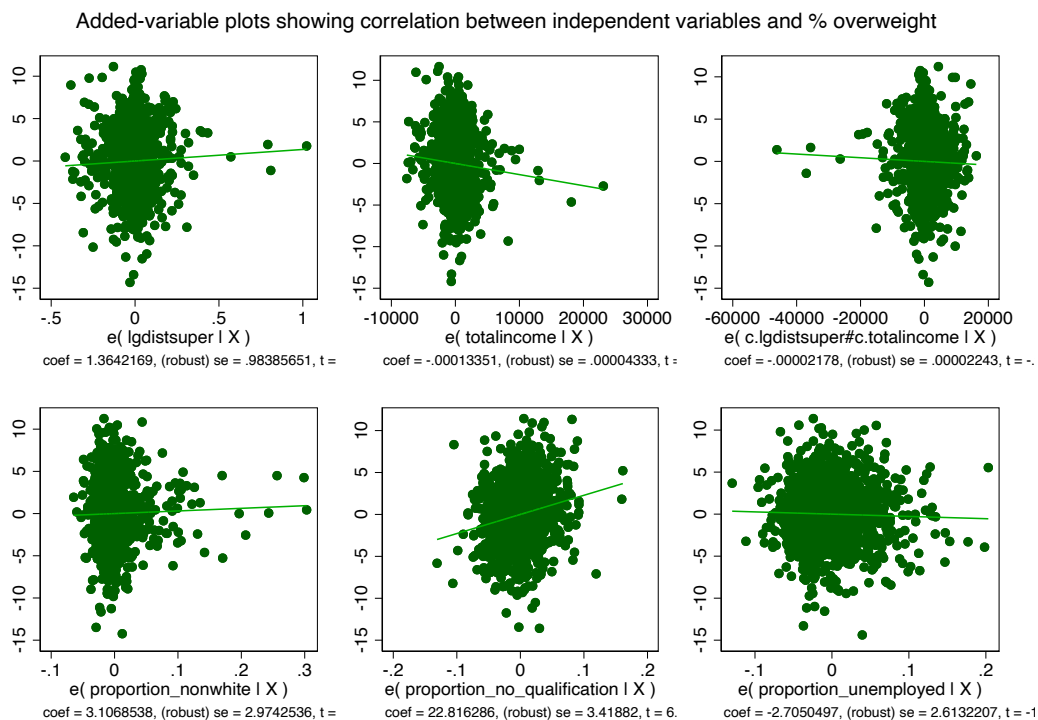 Added-variable plots showing correlation between independent variables and % overweight
10
5
0
-5
-10
-15
-.5 0 .5 1
e( lgdistsuper | X )
coef = 1.3642169, (robust) se = .98385651, t =
10
5
0
-5
-10
-15
-10000 0 10000 20000 30000
e( totalincome | X )
coef = -.00013351, (robust) se = .00004333, t =
10
5
0
-5
-10
-15
-60000 -40000 -20000 0 20000
e( c.lgdistsuper#c.totalincome | X )
coef = -.00002178, (robust) se = .00002243, t = -.
10
5
0
-5
-10
-15
-.1 0 .1 .2 .3
e( proportion_nonwhite | X )
coef = 3.1068538, (robust) se = 2.9742536, t =
10
5
0
-5
-10
-15
-.2 -.1 0 .1 .2
e( proportion_no_qualification | X )
coef = 22.816286, (robust) se = 3.41882, t = 6.
10
5
0
-5
-10
-15
-.1 0 .1 .2
e( proportion_unemployed | X )
coef = -2.7050497, (robust) se = 2.6132207, t = -1